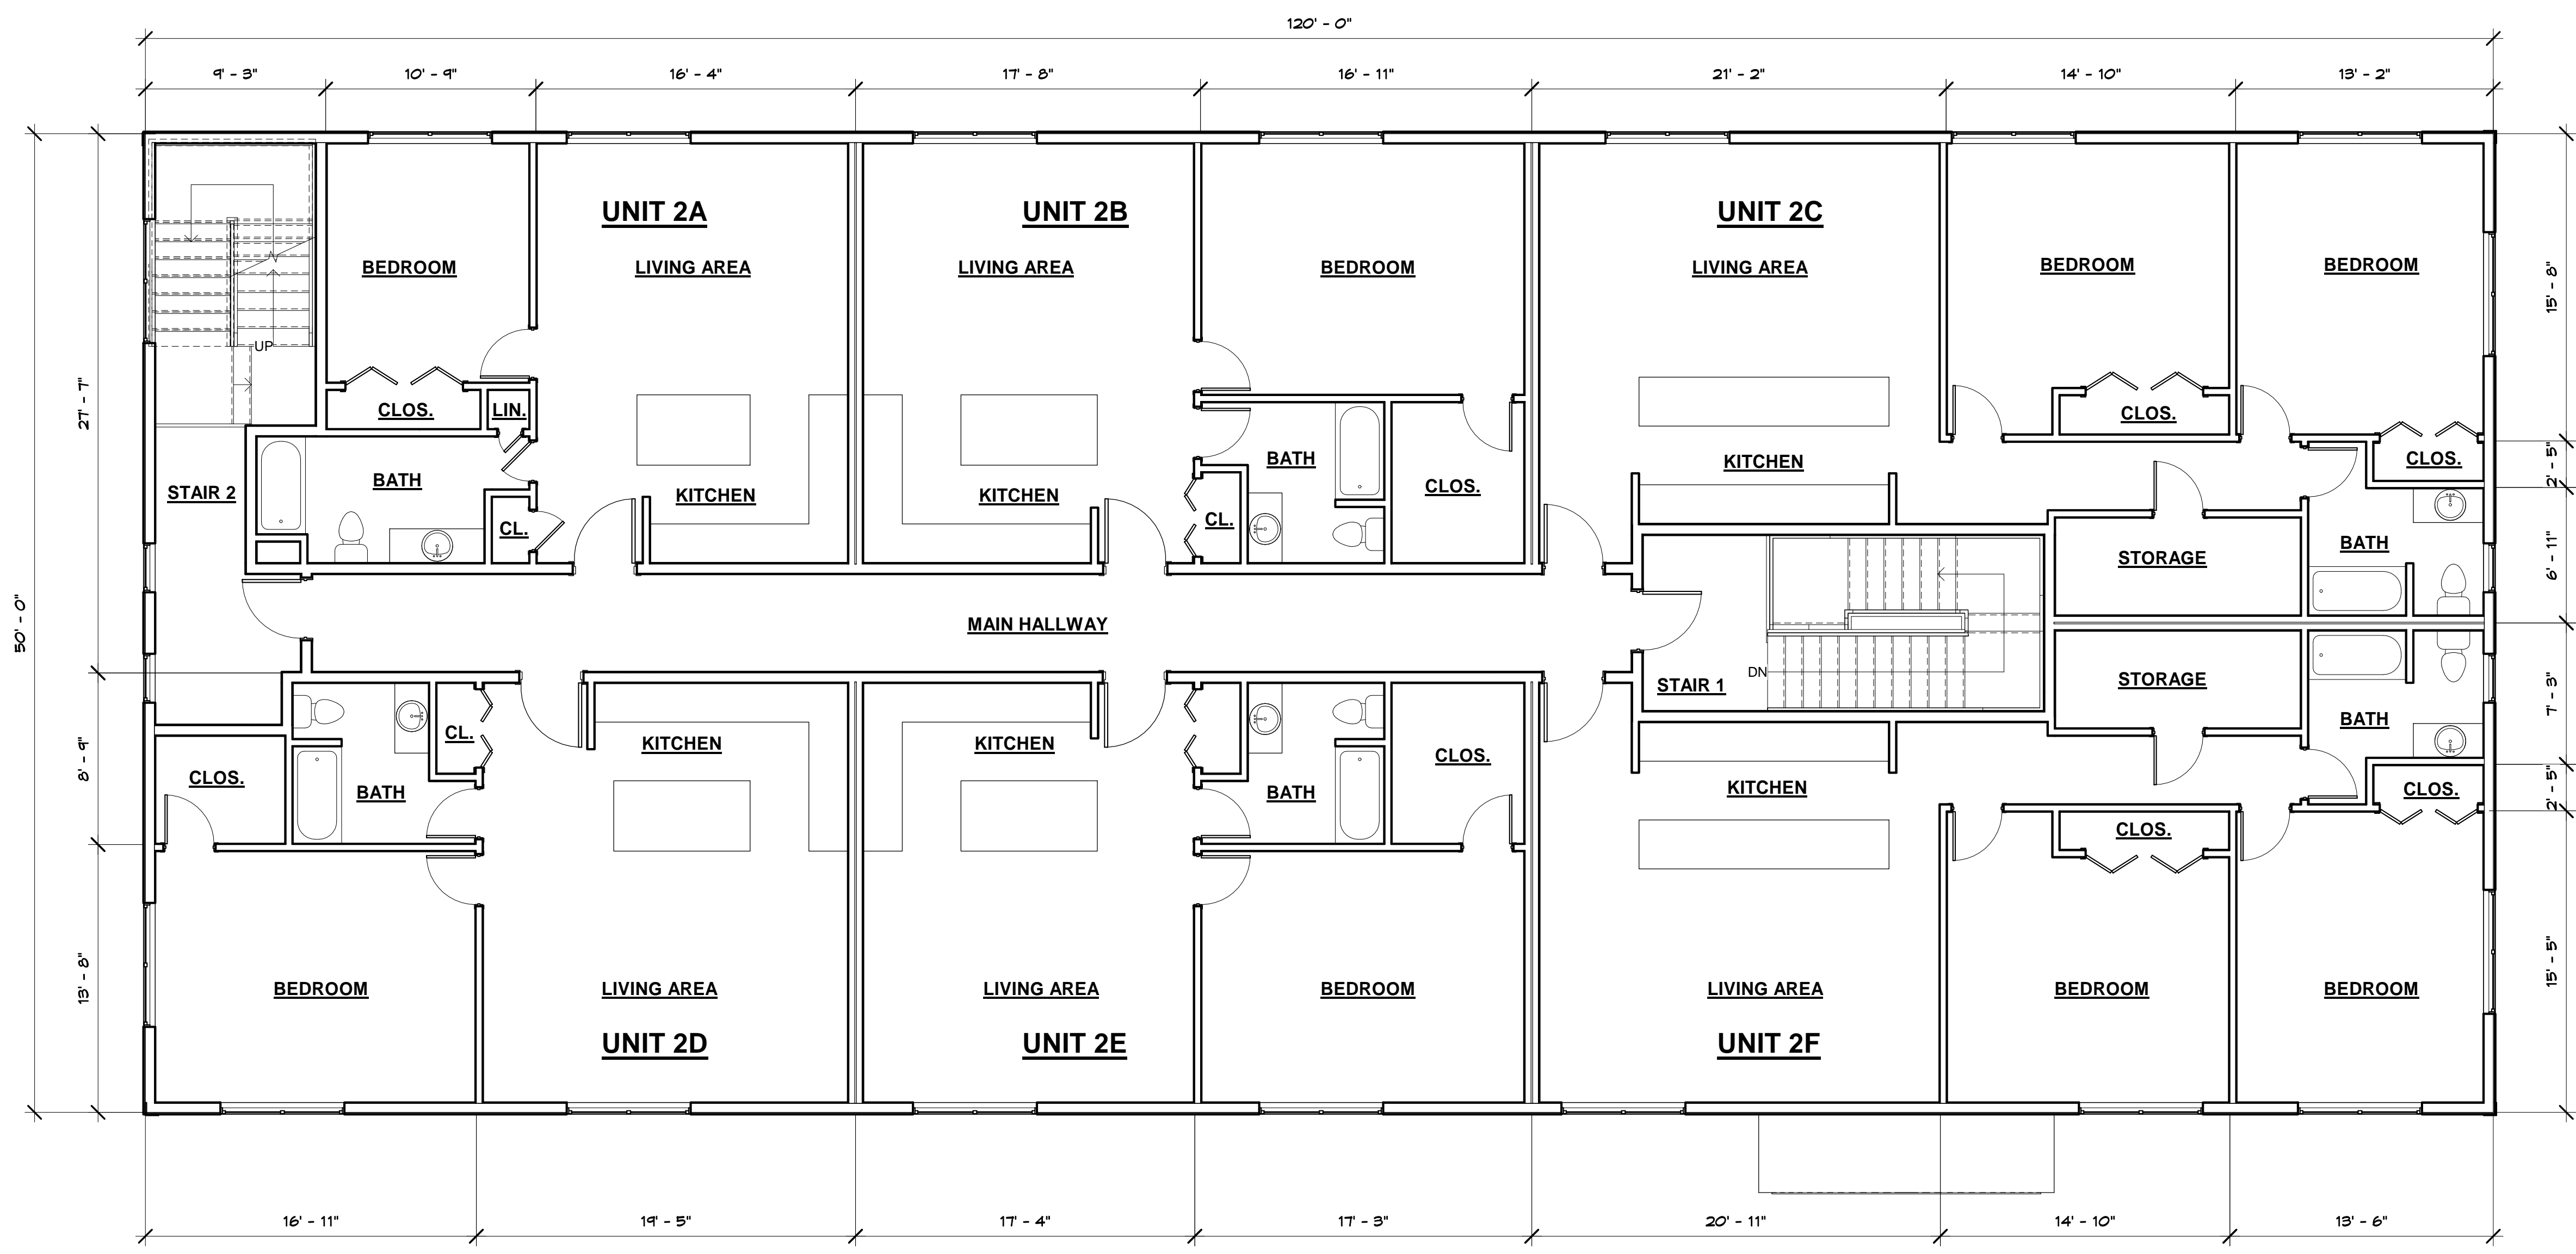 120' - 0"
9' - 3"
10' - 9"
16' - 4"
17' - 8"
16' - 11"
21' - 2"
14' - 10"
13' - 2"
UNIT 2A
UNIT 2B
UNIT 2C
BEDROOM
LIVING AREA
LIVING AREA
BEDROOM
LIVING AREA
BEDROOM
BEDROOM
15' - 8"
UP
27' - 7"
CLOS.
LIN.
CLOS.
KITCHEN
CLOS.
2' - 5"
STAIR 2
BATH
KITCHEN
KITCHEN
BATH
CLOS.
CL.
CL.
BATH
STORAGE
6' - 11"
50' - 0"
MAIN HALLWAY
STAIR 1
DN
STORAGE
7' - 3"
BATH
CL.
KITCHEN
KITCHEN
CLOS.
8' - 9"
CLOS.
BATH
BATH
KITCHEN
CLOS.
2' - 5"
CLOS.
13' - 8"
BEDROOM
LIVING AREA
LIVING AREA
BEDROOM
LIVING AREA
BEDROOM
BEDROOM
15' - 5"
UNIT 2D
UNIT 2E
UNIT 2F
16' - 11"
19' - 5"
17' - 4"
17' - 3"
20' - 11"
14' - 10"
13' - 6"